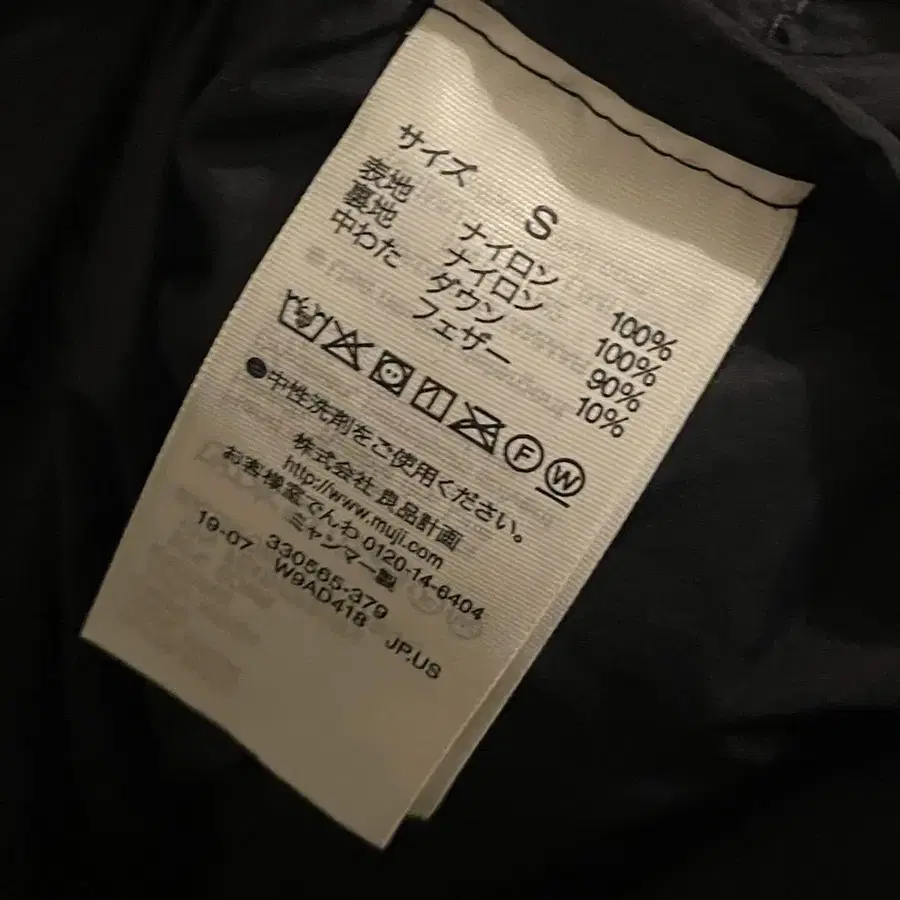 サイズ S
表地 ナイロン 100%
裏地 ナイロン 100%
中わた ダウン 90%
フェザー 10%
F W
●中性洗剤をご使用ください。
株式会社 良品計画
http://www.muji.com
お客様室でんわ 0120-14-6404
ミャンマー製
19-07 330565-379
W9AD418 JP.US